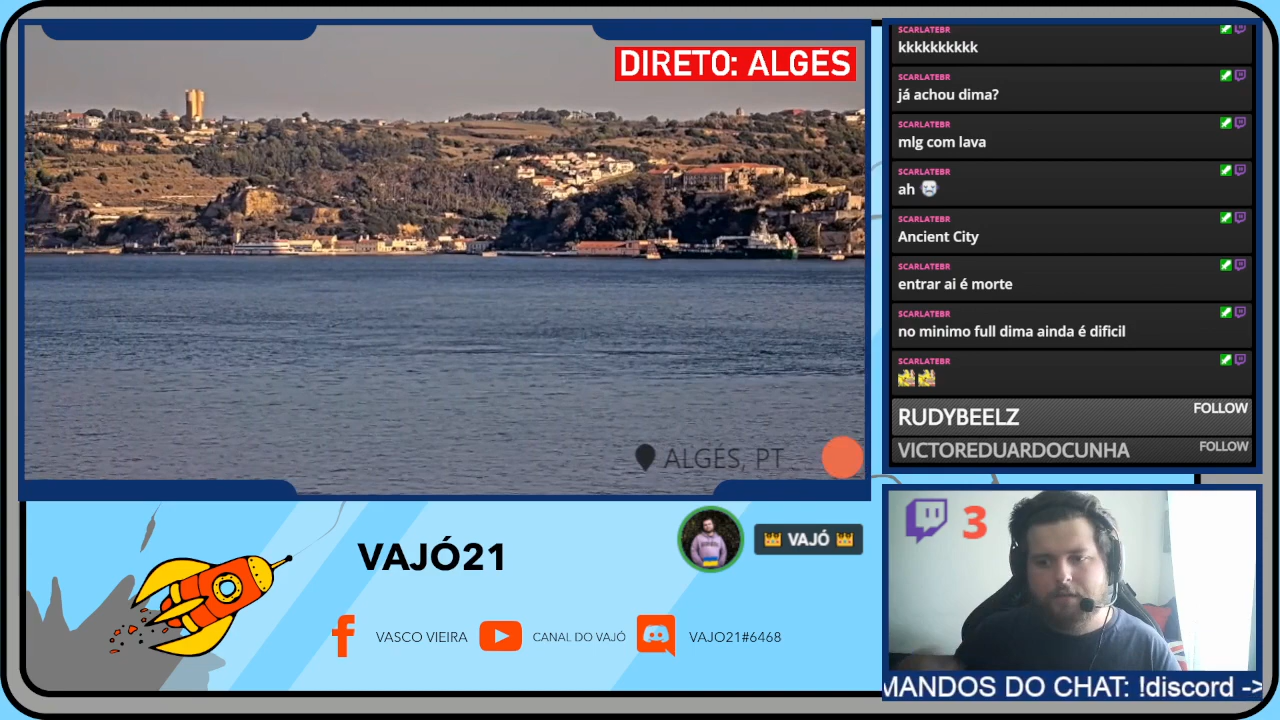 DIRETO: ALGÉS
ALGÉS, PT
SCARLATEBR
kkkkkkkkkk
SCARLATEBR
já achou dima?
SCARLATEBR
mlg com lava
SCARLATEBR
ah
SCARLATEBR
Ancient City
SCARLATEBR
entrar ai é morte
SCARLATEBR
no minimo full dima ainda é dificil
SCARLATEBR
RUDYBEELZ FOLLOW
VICTOREDUARDOCUNHA FOLLOW
VAJÓ21
VAJÓ
VASCO VIEIRA
CANAL DO VAJÓ
VAJO21#6468
3
MANDOS DO CHAT: !discord ->